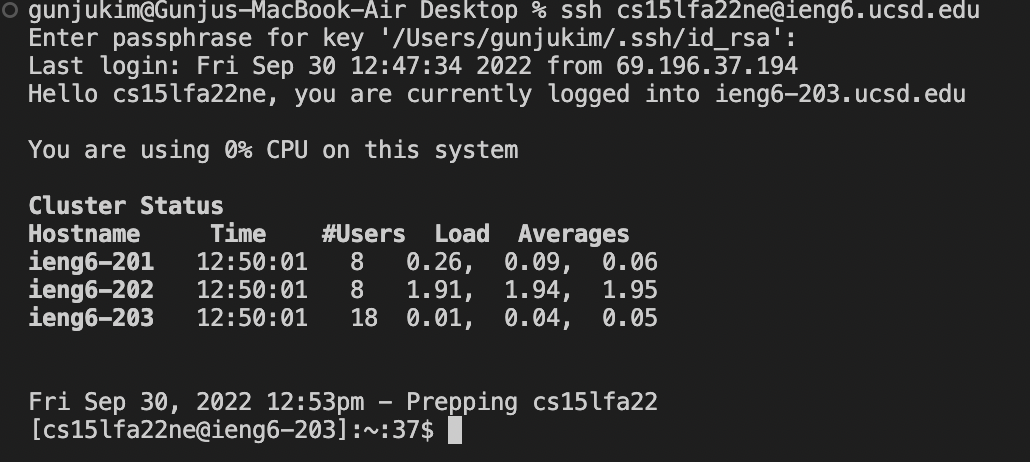 gunjukim@Gunjus-MacBook-Air Desktop % ssh cs15lfa22ne@ieng6.ucsd.edu
Enter passphrase for key '/Users/gunjukim/.ssh/id_rsa':
Last login: Fri Sep 30 12:47:34 2022 from 69.196.37.194
Hello cs15lfa22ne, you are currently logged into ieng6-203.ucsd.edu
You are using 0% CPU on this system
Cluster Status
Hostname     Time    #Users  Load  Averages
ieng6-201   12:50:01   8   0.26,  0.09,  0.06
ieng6-202   12:50:01   8   1.91,  1.94,  1.95
ieng6-203   12:50:01   18  0.01,  0.04,  0.05
Fri Sep 30, 2022 12:53pm - Prepping cs15lfa22
[cs15lfa22ne@ieng6-203]:~:37$